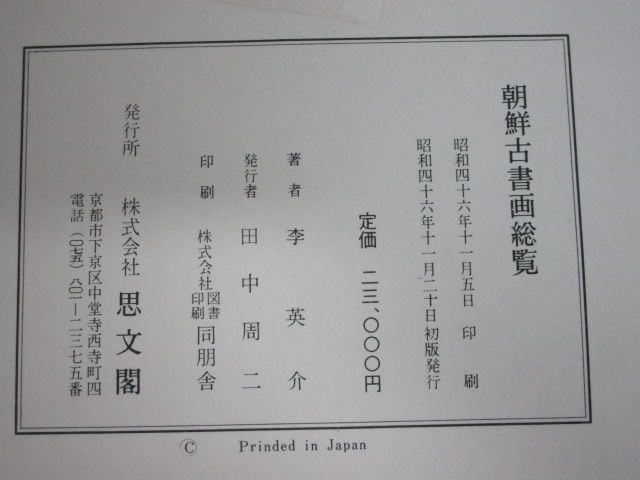 朝鮮古書画総覧
昭和四十六年十一月五日 印刷
昭和四十六年十一月二十日 初版発行
定価 二三、〇〇〇円
著者 李英介
発行者 田中周二
印刷 株式会社図書印刷同朋舎
発行所 株式会社 思文閣
京都市下京区中堂寺西寺町四
電話(〇七五)八〇一—二三七五番
© Prinded in Japan